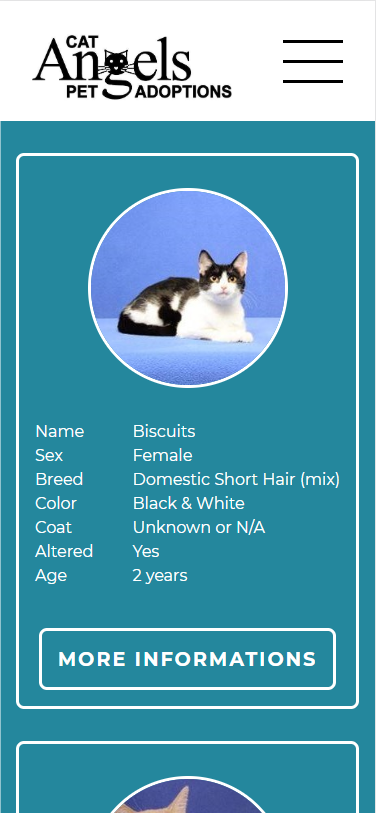 CAT
Angels
PET ADOPTIONS
Name Biscuits
Sex Female
Breed Domestic Short Hair (mix)
Color Black & White
Coat Unknown or N/A
Altered Yes
Age 2 years
MORE INFORMATIONS